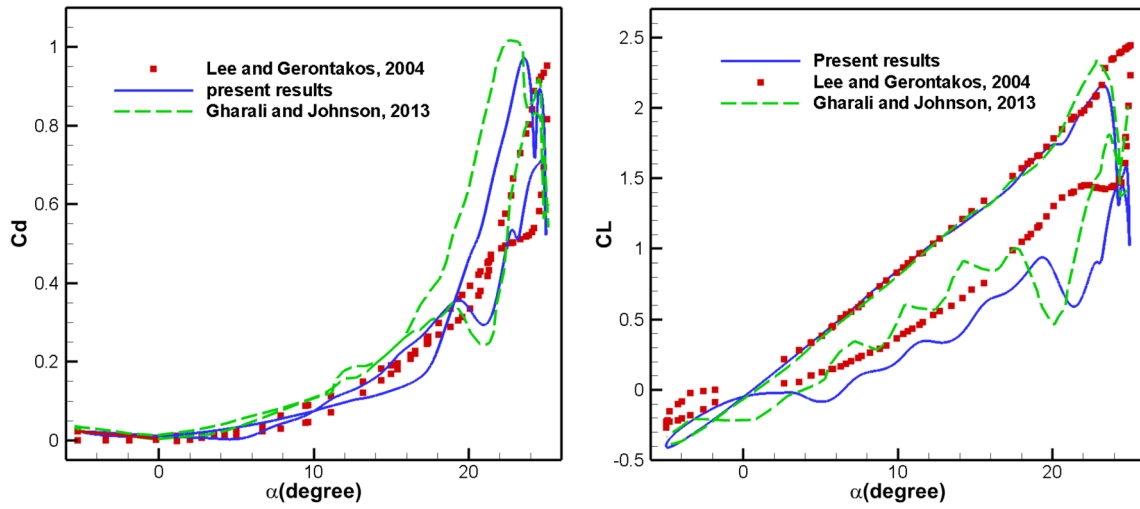 1
0.8
0.6
0.4
0.2
0
Cd
Lee and Gerontakos, 2004
present results
Gharali and Johnson, 2013
0 10 20
α(degree)
2.5
2
1.5
1
0.5
0
-0.5
CL
Present results
Lee and Gerontakos, 2004
Gharali and Johnson, 2013
0 10 20
α(degree)